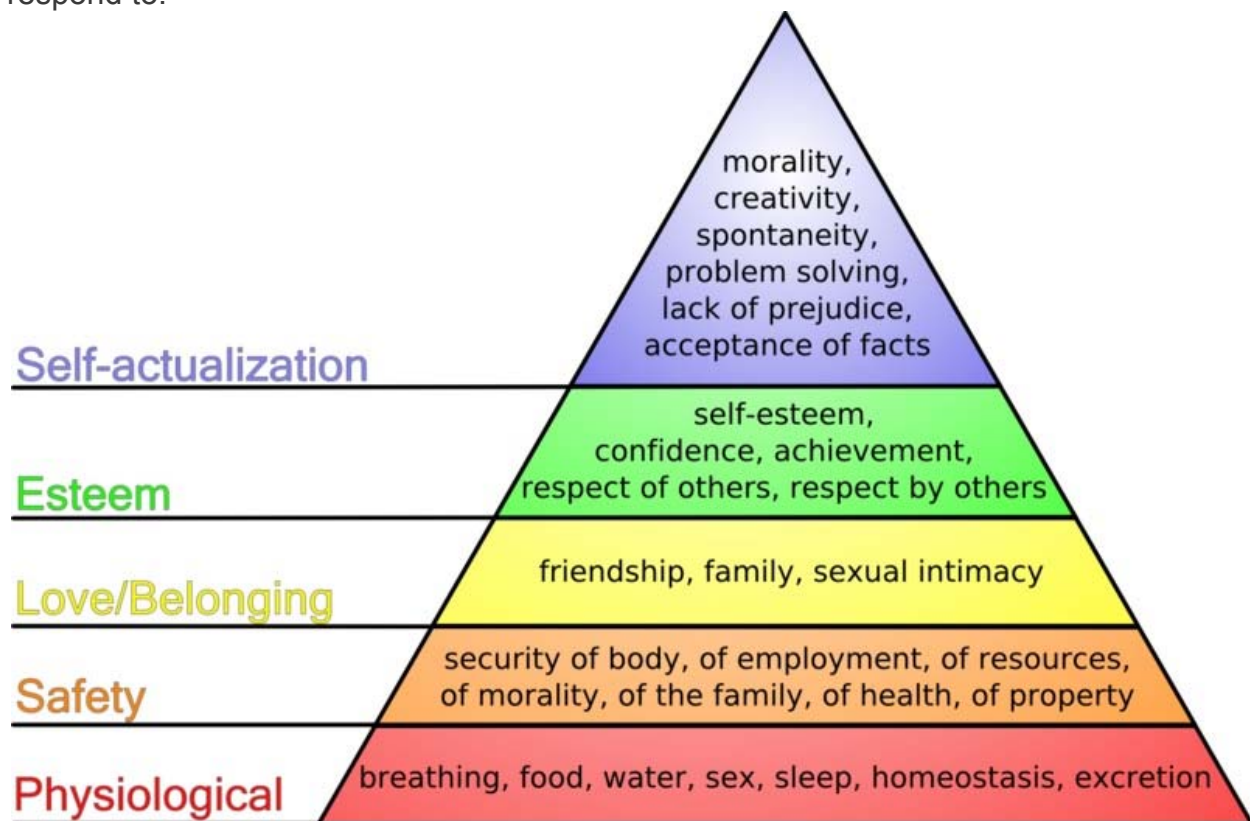 respond to.
morality,
creativity,
spontaneity,
problem solving,
lack of prejudice,
acceptance of facts
Self-actualization
self-esteem,
confidence, achievement,
respect of others, respect by others
Esteem
friendship, family, sexual intimacy
Love/Belonging
security of body, of employment, of resources,
of morality, of the family, of health, of property
Safety
breathing, food, water, sex, sleep, homeostasis, excretion
Physiological